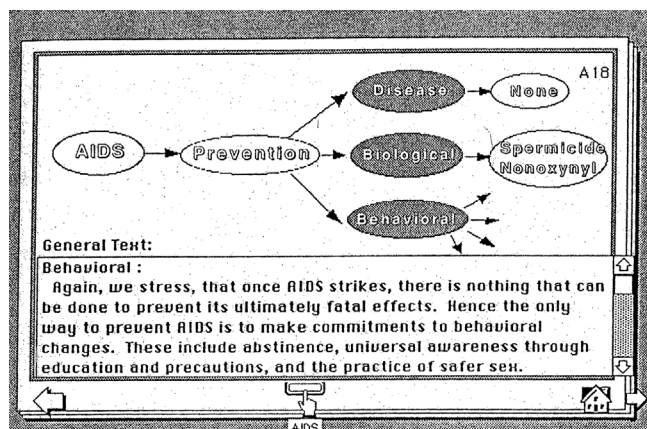 A18
Disease
None
AIDS
Prevention
Biological
Spermicide
Nonoxynyl
Behavioral
General Text:
Behavioral :
Again, we stress, that once AIDS strikes, there is nothing that can
be done to prevent its ultimately fatal effects. Hence the only
way to prevent AIDS is to make commitments to behavioral
changes. These include abstinence, universal awareness through
education and precautions, and the practice of safer sex.
AIDS